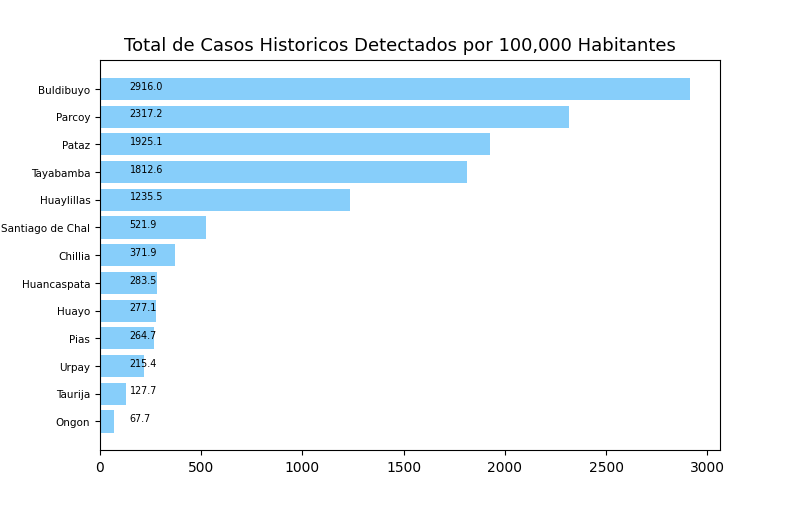 Total de Casos Historicos Detectados por 100,000 Habitantes
Buldibuyo 2916.0
Parcoy 2317.2
Pataz 1925.1
Tayabamba 1812.6
Huaylillas 1235.5
Santiago de Chal 521.9
Chillia 371.9
Huancaspata 283.5
Huayo 277.1
Pias 264.7
Urpay 215.4
Taurija 127.7
Ongon 67.7
0 500 1000 1500 2000 2500 3000